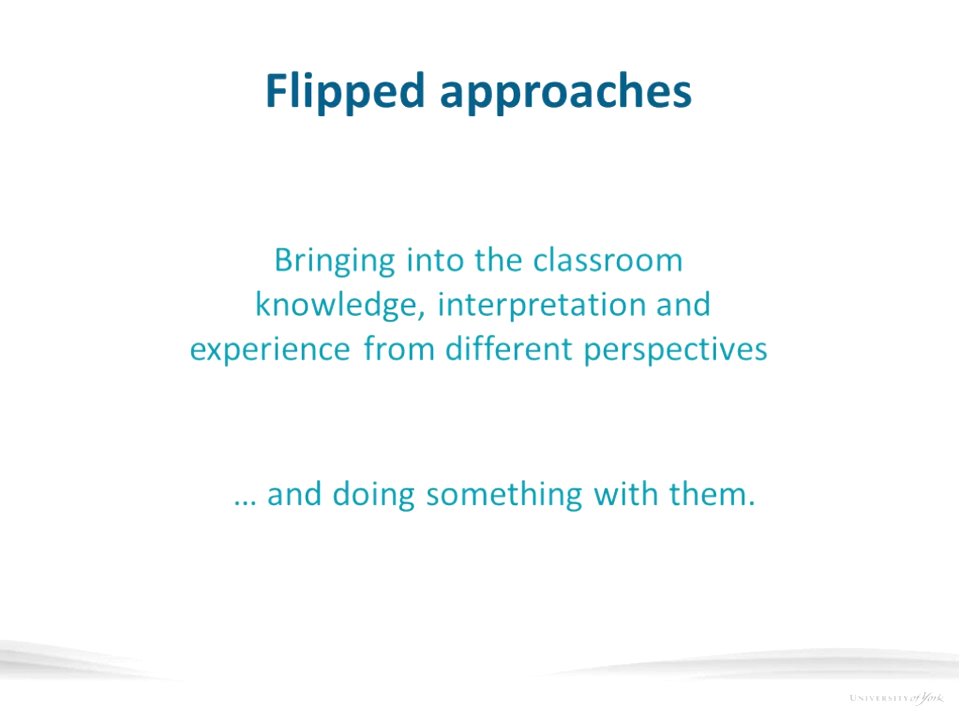 Flipped approaches
Bringing into the classroom
knowledge, interpretation and
experience from different perspectives
… and doing something with them.
UNIVERSITY of York